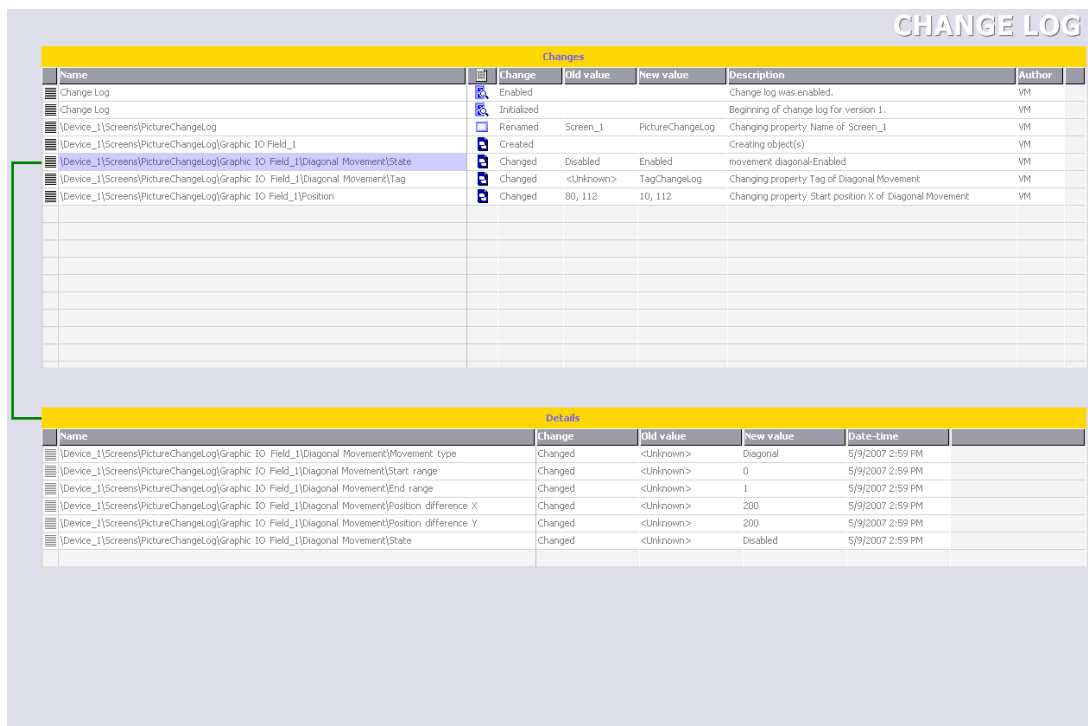 CHANGE LOG
Changes
Name Change Old value New value Description Author
Change Log Enabled Change log was enabled. VM
Change Log Initialized Beginning of change log for version 1. VM
\Device_1\Screens\PictureChangeLog Renamed Screen_1 PictureChangeLog Changing property Name of Screen_1 VM
\Device_1\Screens\PictureChangeLog\Graphic IO Field_1 Created Creating object(s) VM
\Device_1\Screens\PictureChangeLog\Graphic IO Field_1\Diagonal Movement\State Changed Disabled Enabled movement diagonal-Enabled VM
\Device_1\Screens\PictureChangeLog\Graphic IO Field_1\Diagonal Movement\Tag Changed <Unknown> TagChangeLog Changing property Tag of Diagonal Movement VM
\Device_1\Screens\PictureChangeLog\Graphic IO Field_1\Position Changed 80, 112 10, 112 Changing property Start position X of Diagonal Movement VM
Details
Name Change Old value New value Date-time
\Device_1\Screens\PictureChangeLog\Graphic IO Field_1\Diagonal Movement\Movement type Changed <Unknown> Diagonal 5/9/2007 2:59 PM
\Device_1\Screens\PictureChangeLog\Graphic IO Field_1\Diagonal Movement\Start range Changed <Unknown> 0 5/9/2007 2:59 PM
\Device_1\Screens\PictureChangeLog\Graphic IO Field_1\Diagonal Movement\End range Changed <Unknown> 1 5/9/2007 2:59 PM
\Device_1\Screens\PictureChangeLog\Graphic IO Field_1\Diagonal Movement\Position difference X Changed <Unknown> 200 5/9/2007 2:59 PM
\Device_1\Screens\PictureChangeLog\Graphic IO Field_1\Diagonal Movement\Position difference Y Changed <Unknown> 200 5/9/2007 2:59 PM
\Device_1\Screens\PictureChangeLog\Graphic IO Field_1\Diagonal Movement\State Changed <Unknown> Disabled 5/9/2007 2:59 PM